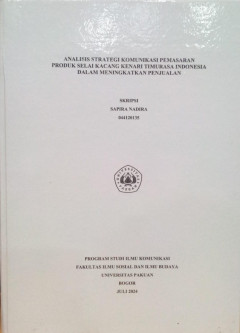 ANALISIS STRATEGI KOMUNIKASI PEMASARAN
PRODUK SELAI KACANG KENARI TIMURASA INDONESIA
DALAM MENINGKATKAN PENJUALAN
SKRIPSI
SAPIRA NADIRA
044120135
PROGRAM STUDI ILMU KOMUNIKASI
FAKULTAS ILMU SOSIAL DAN ILMU BUDAYA
UNIVERSITAS PAKUAN
BOGOR
JULI 2024